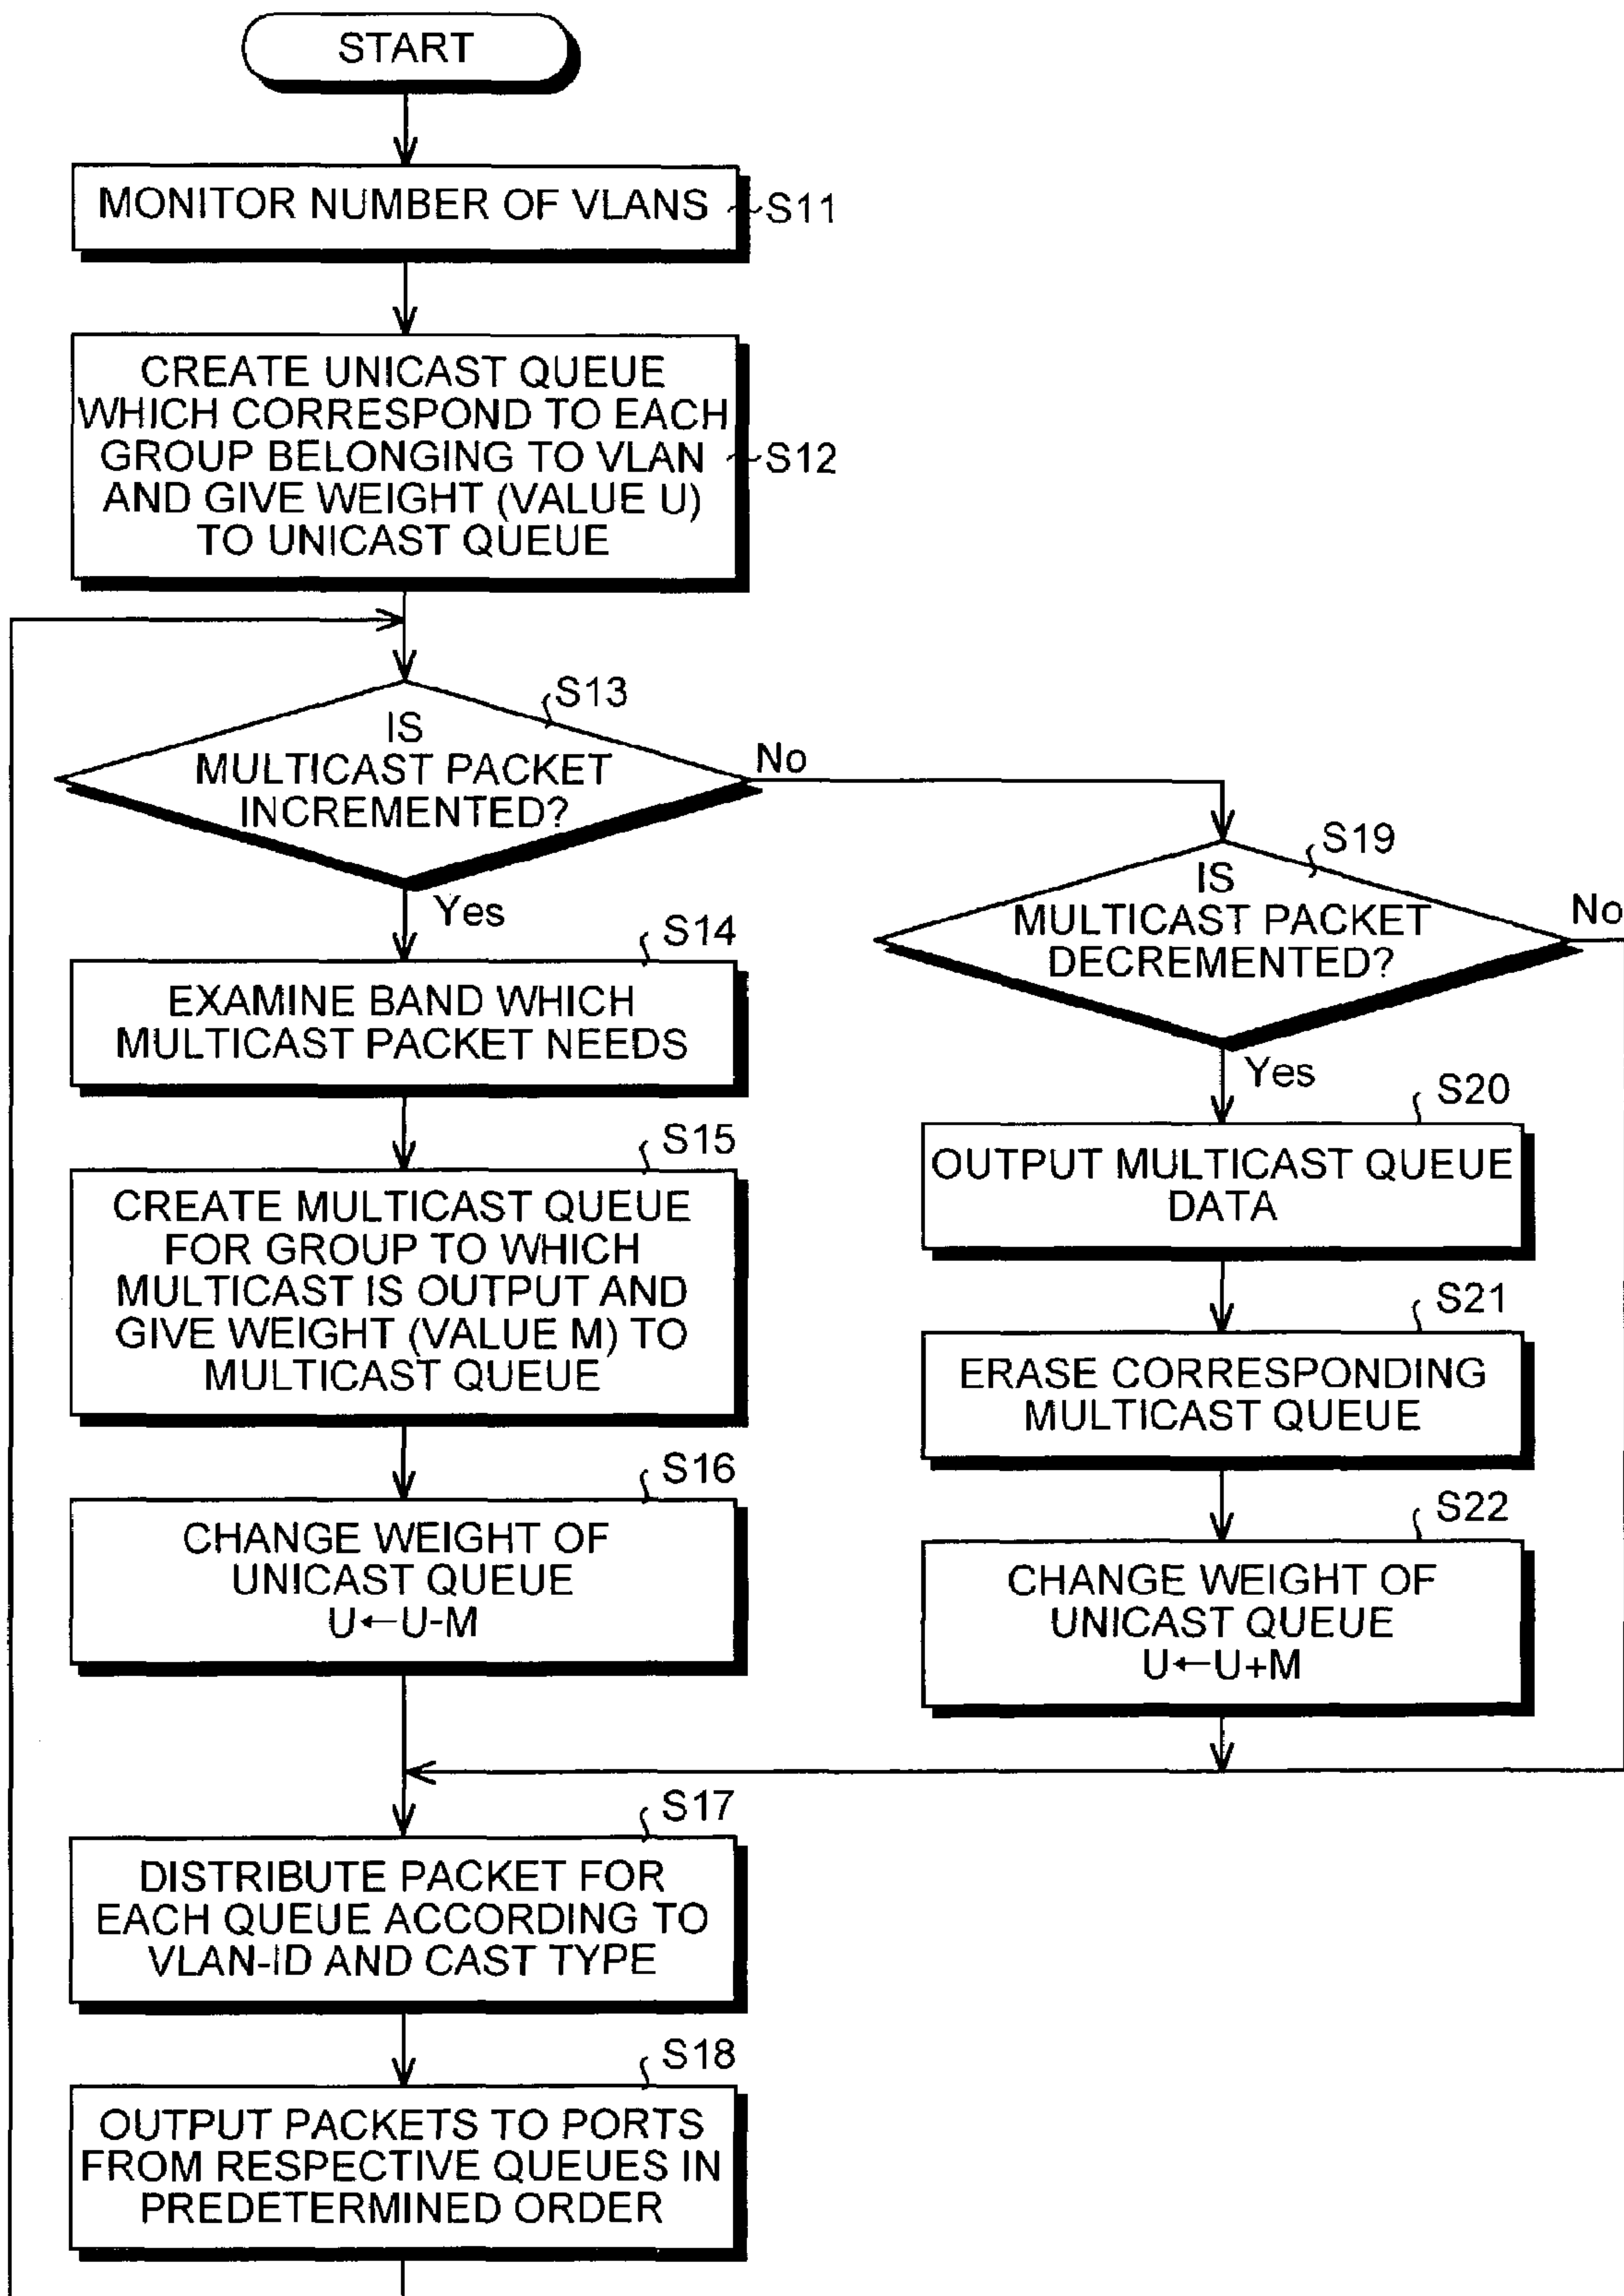 START
MONITOR NUMBER OF VLANS
S11
CREATE UNICAST QUEUE
WHICH CORRESPOND TO EACH
GROUP BELONGING TO VLAN
AND GIVE WEIGHT (VALUE U)
TO UNICAST QUEUE
S12
S13
IS
MULTICAST PACKET
INCREMENTED?
No
Yes
S14
EXAMINE BAND WHICH
MULTICAST PACKET NEEDS
S15
CREATE MULTICAST QUEUE
FOR GROUP TO WHICH
MULTICAST IS OUTPUT AND
GIVE WEIGHT (VALUE M) TO
MULTICAST QUEUE
S16
CHANGE WEIGHT OF
UNICAST QUEUE
U←U-M
S19
IS
MULTICAST PACKET
DECREMENTED?
No
Yes
S20
OUTPUT MULTICAST QUEUE
DATA
S21
ERASE CORRESPONDING
MULTICAST QUEUE
S22
CHANGE WEIGHT OF
UNICAST QUEUE
U←U+M
S17
DISTRIBUTE PACKET FOR
EACH QUEUE ACCORDING TO
VLAN-ID AND CAST TYPE
S18
OUTPUT PACKETS TO PORTS
FROM RESPECTIVE QUEUES IN
PREDETERMINED ORDER